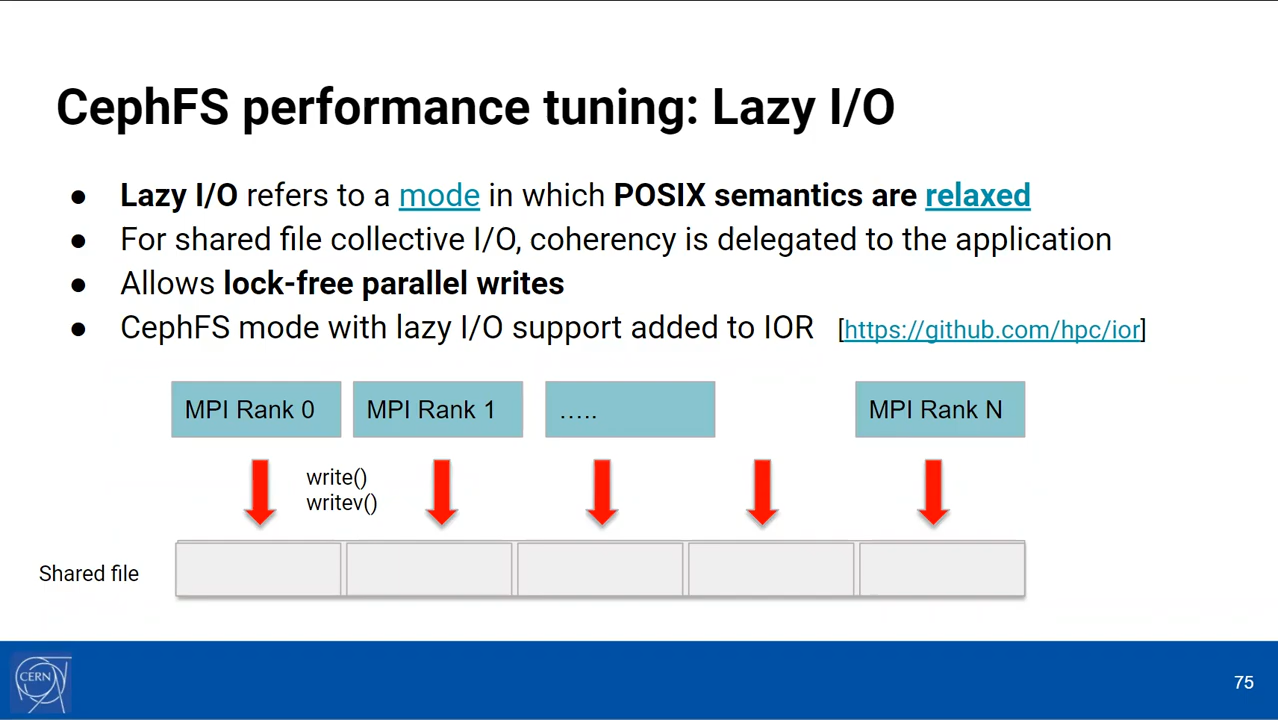 CephFS performance tuning: Lazy I/O
● Lazy I/O refers to a mode in which POSIX semantics are relaxed
● For shared file collective I/O, coherency is delegated to the application
● Allows lock-free parallel writes
● CephFS mode with lazy I/O support added to IOR [https://github.com/hpc/ior]
MPI Rank 0
MPI Rank 1
…..
MPI Rank N
write()
writev()
Shared file
CERN
75